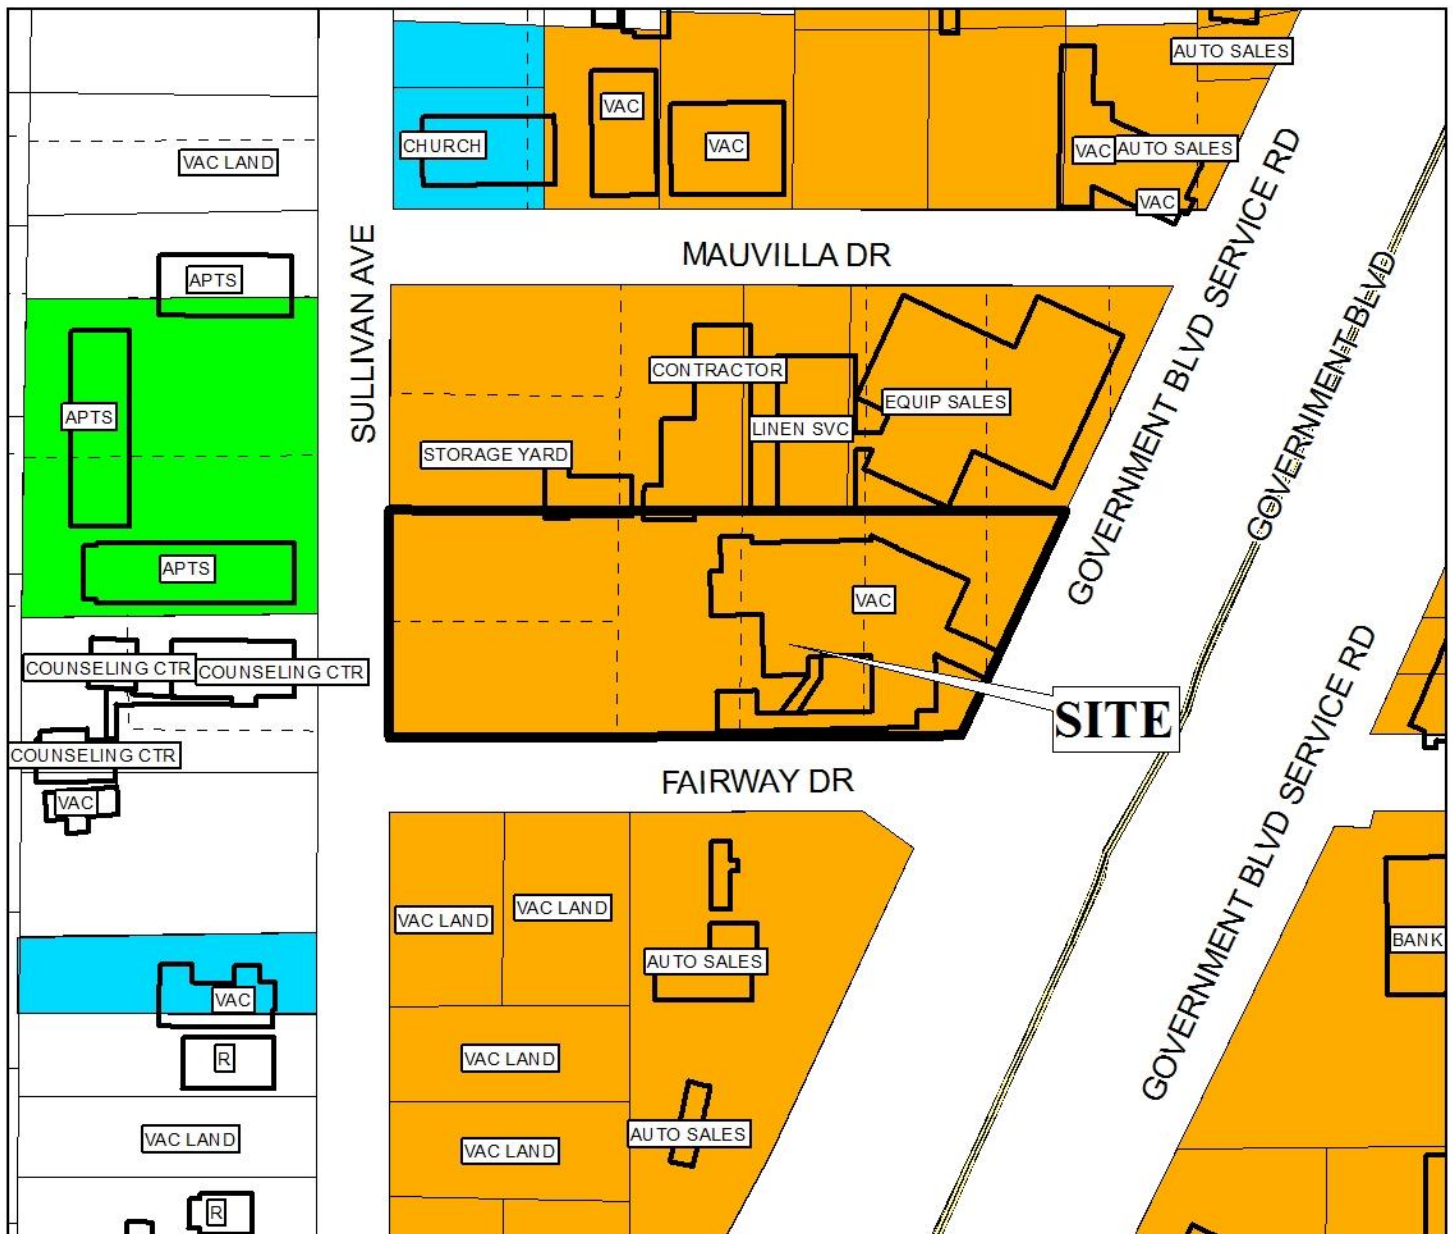 AUTO SALES
VAC
CHURCH
VAC
VAC
AUTO SALES
VAC LAND
VAC
MAUVILLA DR
APTS
SULLIVAN AVE
GOVERNMENT BLVD SERVICE RD
GOVERNMENT BLVD
CONTRACTOR
EQUIP SALES
APTS
LINEN SVC
STORAGE YARD
APTS
VAC
COUNSELING CTR
COUNSELING CTR
SITE
COUNSELING CTR
FAIRWAY DR
VAC
GOVERNMENT BLVD SERVICE RD
VAC LAND
VAC LAND
BANK
AUTO SALES
VAC
R
VAC LAND
AUTO SALES
VAC LAND
VAC LAND
R